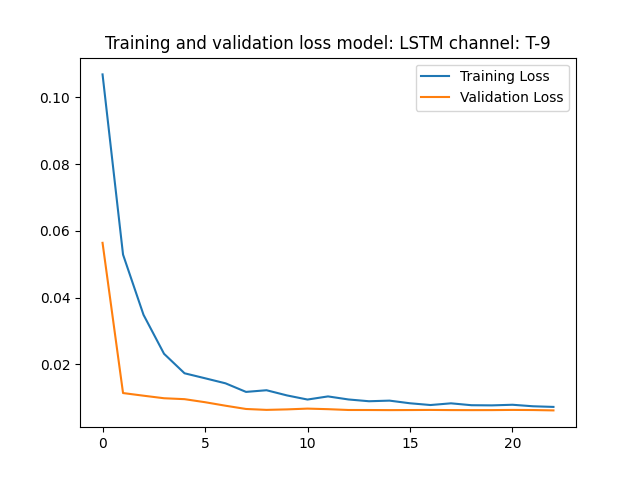 Training and validation loss model: LSTM channel: T-9
Training Loss
Validation Loss
0.10
0.08
0.06
0.04
0.02
0 5 10 15 20